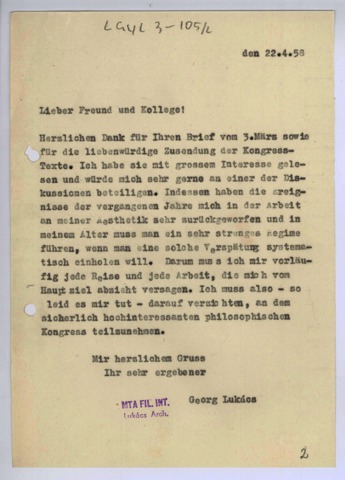 LGYL 3-105/2
den 22.4.58
Lieber Freund und Kollege!
Herzlichen Dank für Ihren Brief vom 3.März sowie
für die liebenwürdige Zusendung der Kongress-
Texte. Ich habe sie mit grossem Interesse gele-
sen und würde mich sehr gerne an einer der Dis-
kussionen beteiligen. Indessen haben die Ereig-
nisse der vergangenen Jahre mich in der Arbeit
an meiner Aesthetik sehr zurückgeworfen und in
meinem Alter muss man ein sehr strenges Regime
führen, wenn man eine solche Verspätung systema-
tisch einholen will. Darum muss ich mir vorläu-
fig jede Reise und jede Arbeit, die mich vom
Hauptziel abzieht versagen. Ich muss also - so
leid es mir tut - darauf verzichten, an dem
sicherlich hochinteressanten philosophischen
Kongress teilzunehmen.
Mir herzlichem Gruss
Ihr sehr ergebener
Georg Lukács
MTA FIL. INT.
Lukács Arch.
2